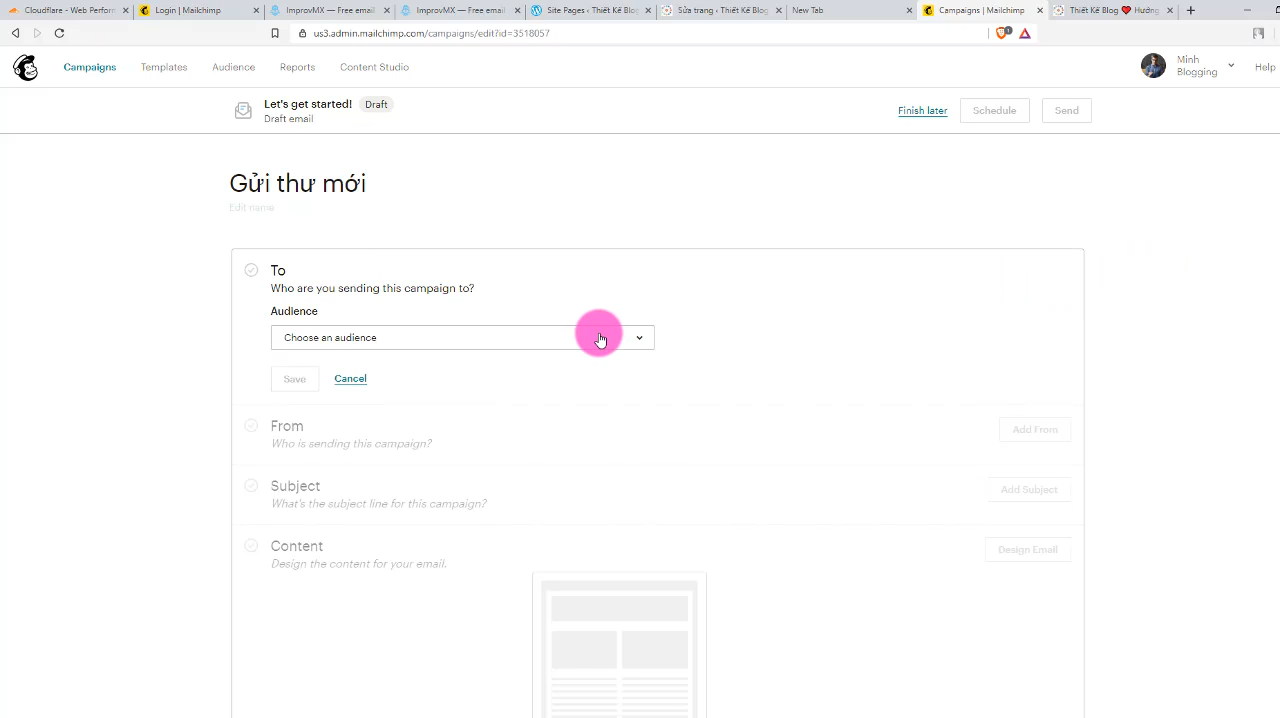 Cloudflare - Web Perform
Login | Mailchimp
ImprovMX — Free email
ImprovMX — Free email
Site Pages ‹ Thiết Kế Blog
Sửa trang ‹ Thiết Kế Blog
New Tab
Campaigns | Mailchimp
Thiết Kế Blog ❤ Hướng
us3.admin.mailchimp.com/campaigns/edit?id=3518057
Campaigns
Templates
Audience
Reports
Content Studio
Minh
Blogging
Help
Let's get started!
Draft
Draft email
Finish later
Schedule
Send
Gửi thư mới
Edit name
To
Who are you sending this campaign to?
Audience
Choose an audience
Save
Cancel
From
Who is sending this campaign?
Add From
Subject
What's the subject line for this campaign?
Add Subject
Content
Design the content for your email.
Design Email